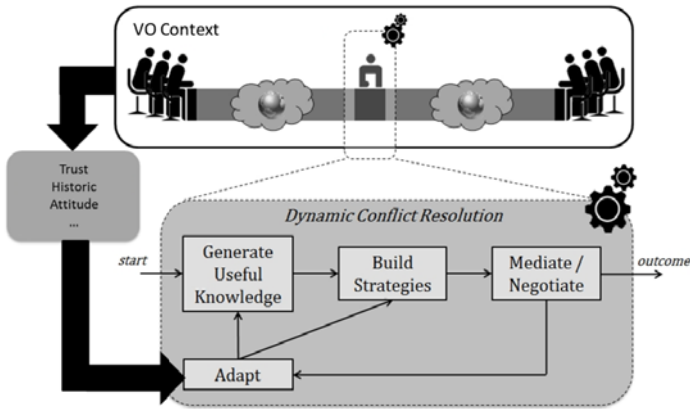 VO Context
Trust
Historic
Attitude
...
Dynamic Conflict Resolution
start
Generate
Useful
Knowledge
Build
Strategies
Mediate /
Negotiate
outcome
Adapt